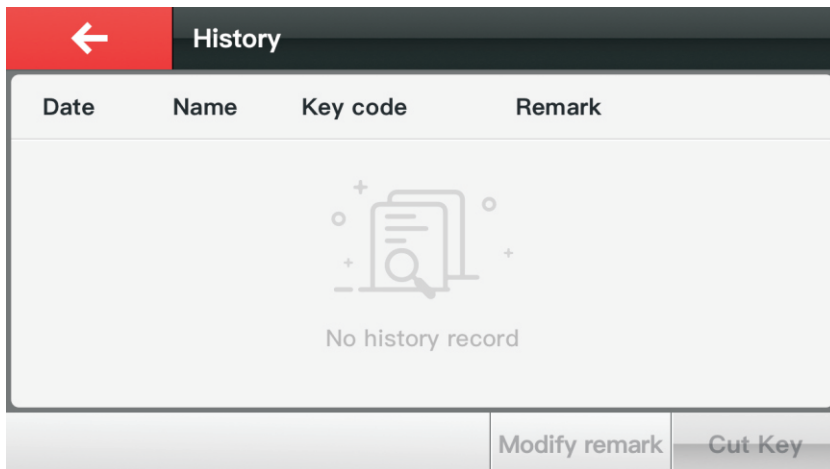 History
Date Name Key code Remark
No history record
Modify remark Cut Key